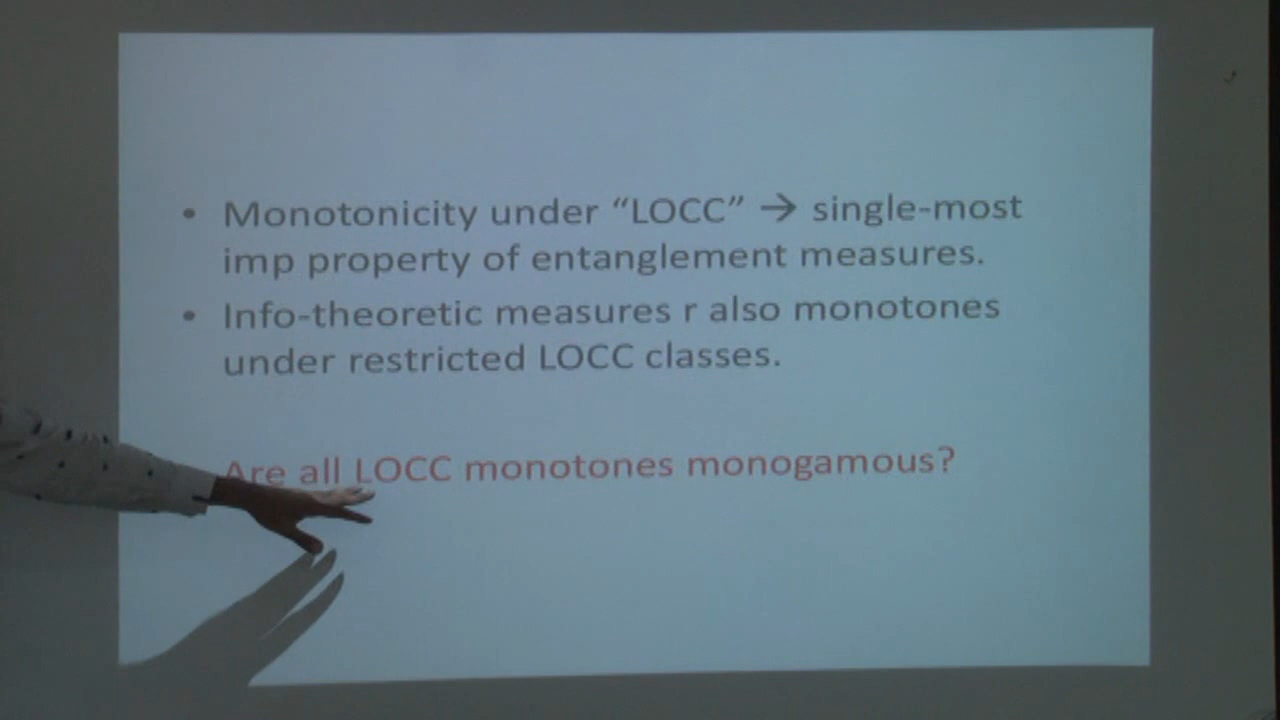 • Monotonicity under “LOCC” → single-most
imp property of entanglement measures.
• Info-theoretic measures r also monotones
under restricted LOCC classes.
Are all LOCC monotones monogamous?